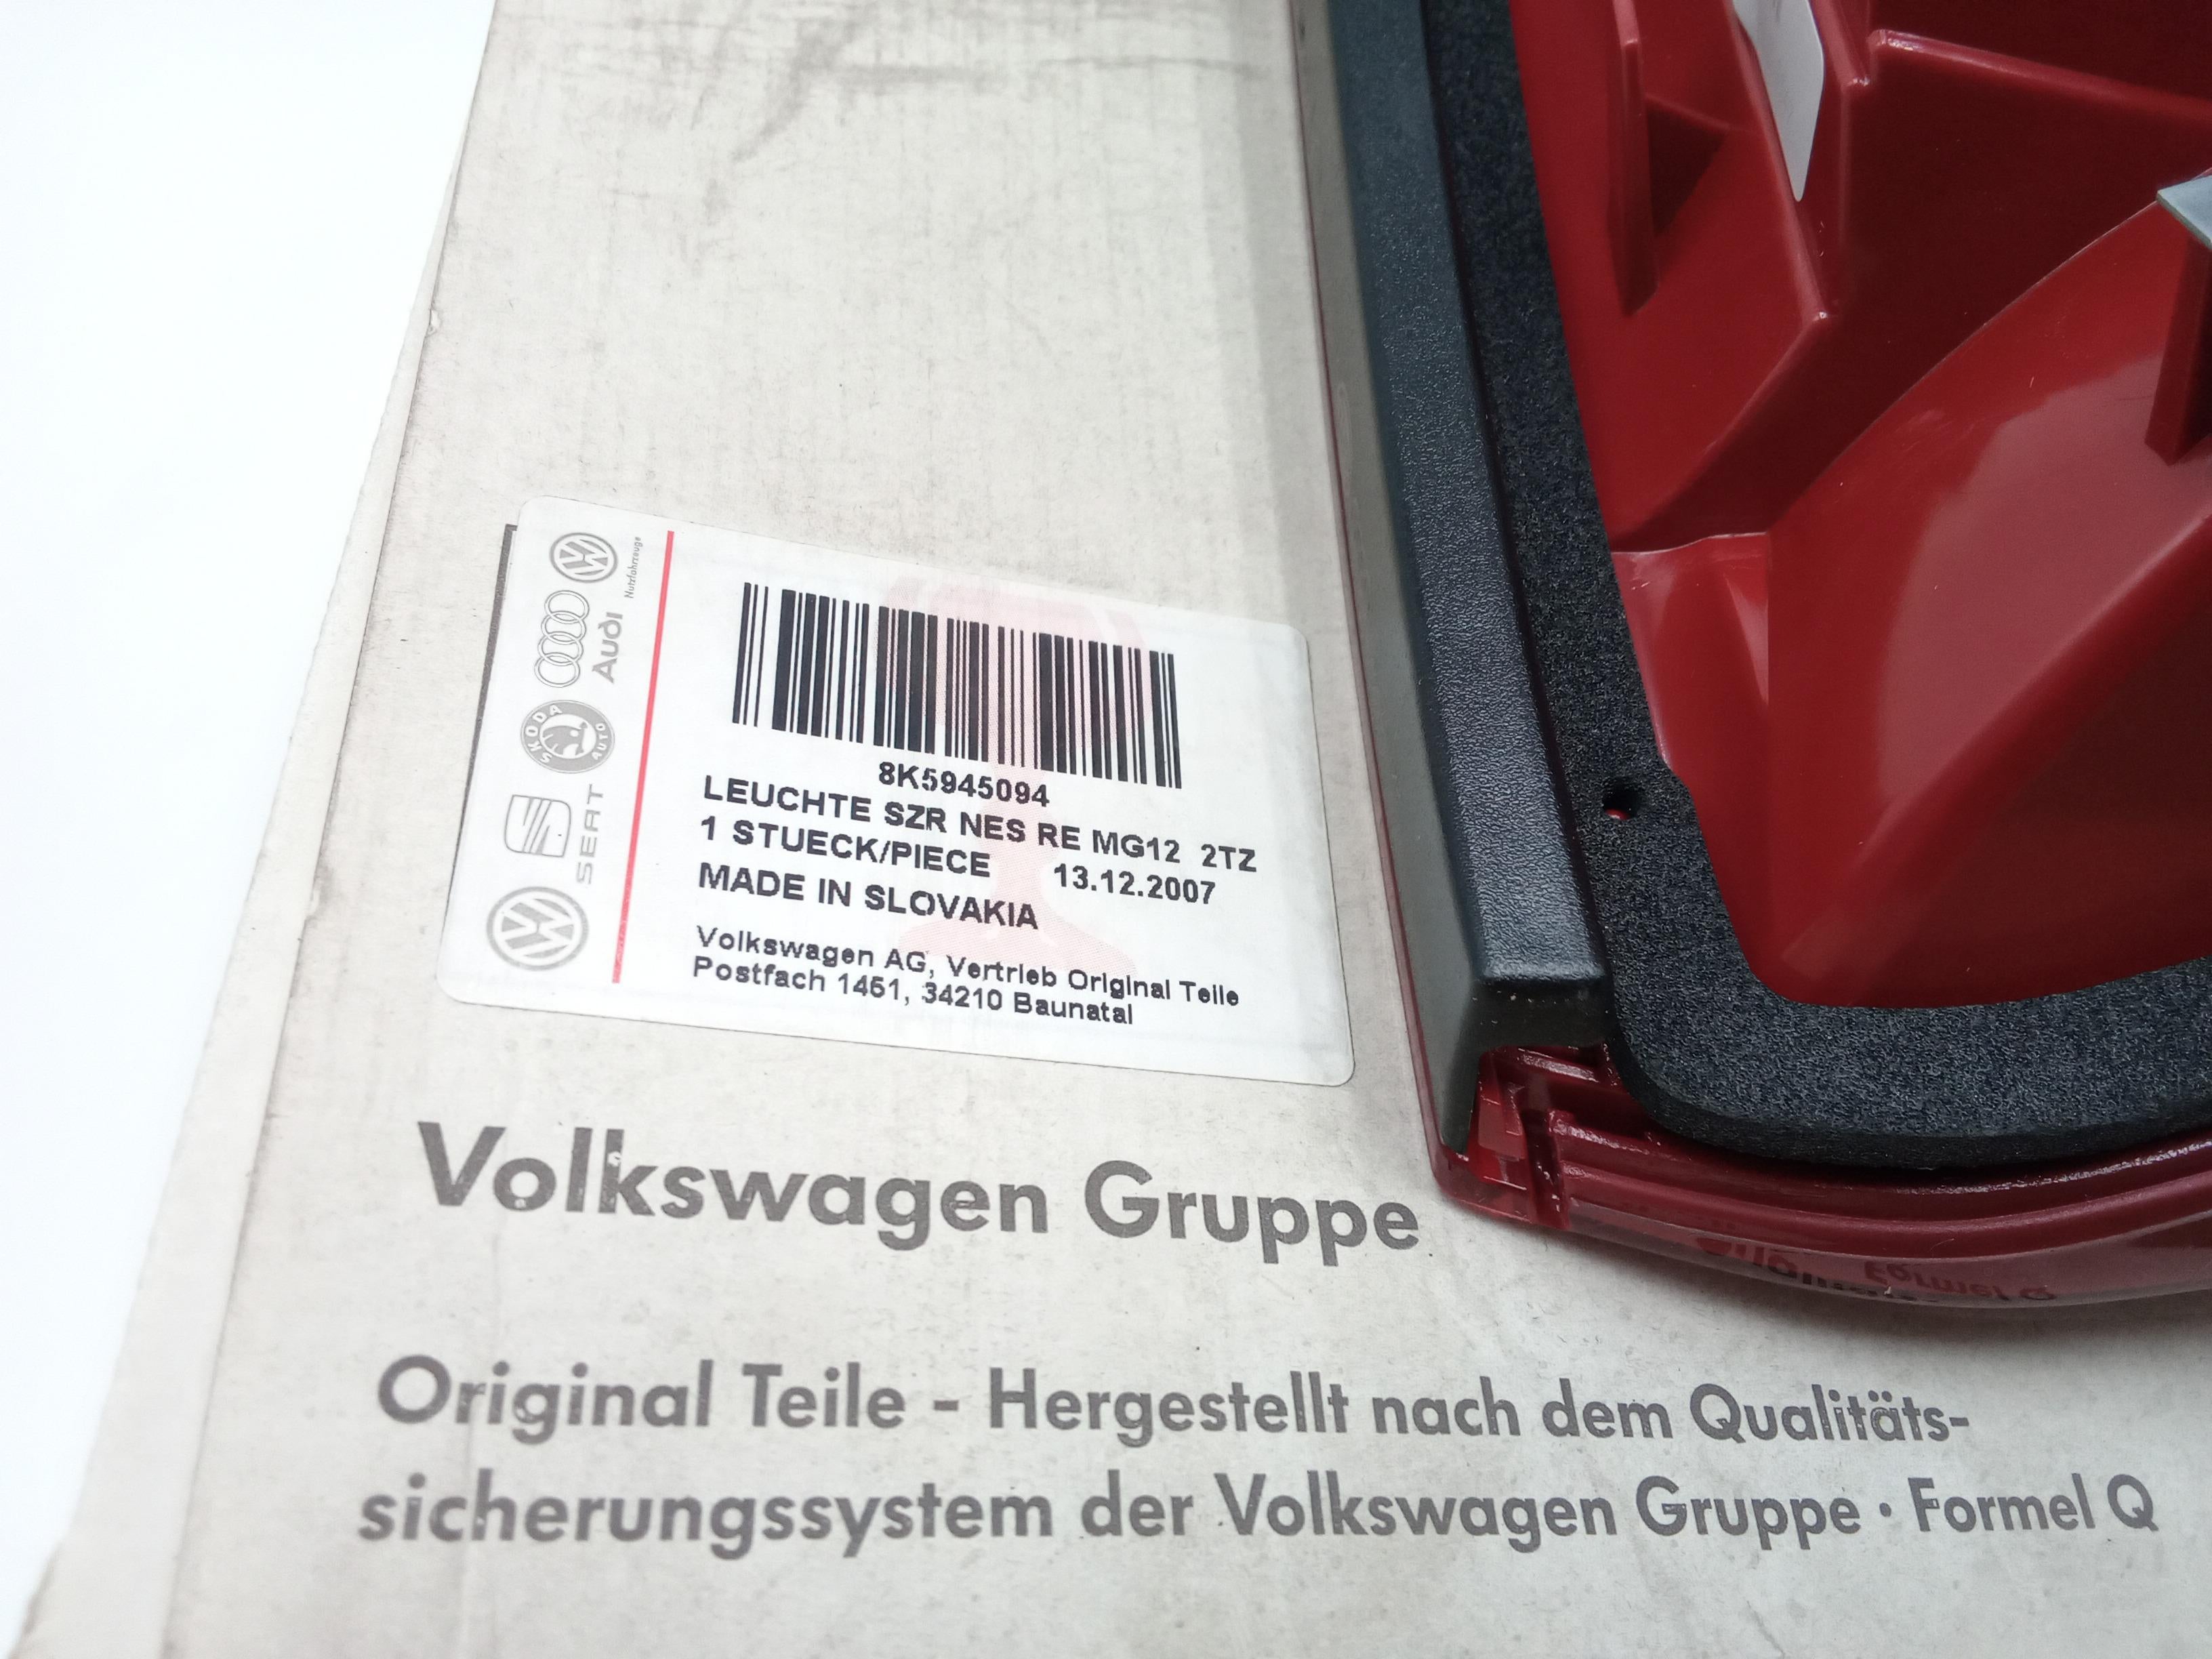 Nutzfahrzeuge
Audi
SKODA AUTO
SEAT
8K5945094
LEUCHTE SZR NES RE MG12 2TZ
1 STUECK/PIECE 13.12.2007
MADE IN SLOVAKIA
Volkswagen AG, Vertrieb Original Teile
Postfach 1451, 34210 Baunatal
Volkswagen Gruppe
Original Teile - Hergestellt nach dem Qualitäts-
sicherungssystem der Volkswagen Gruppe · Formel Q